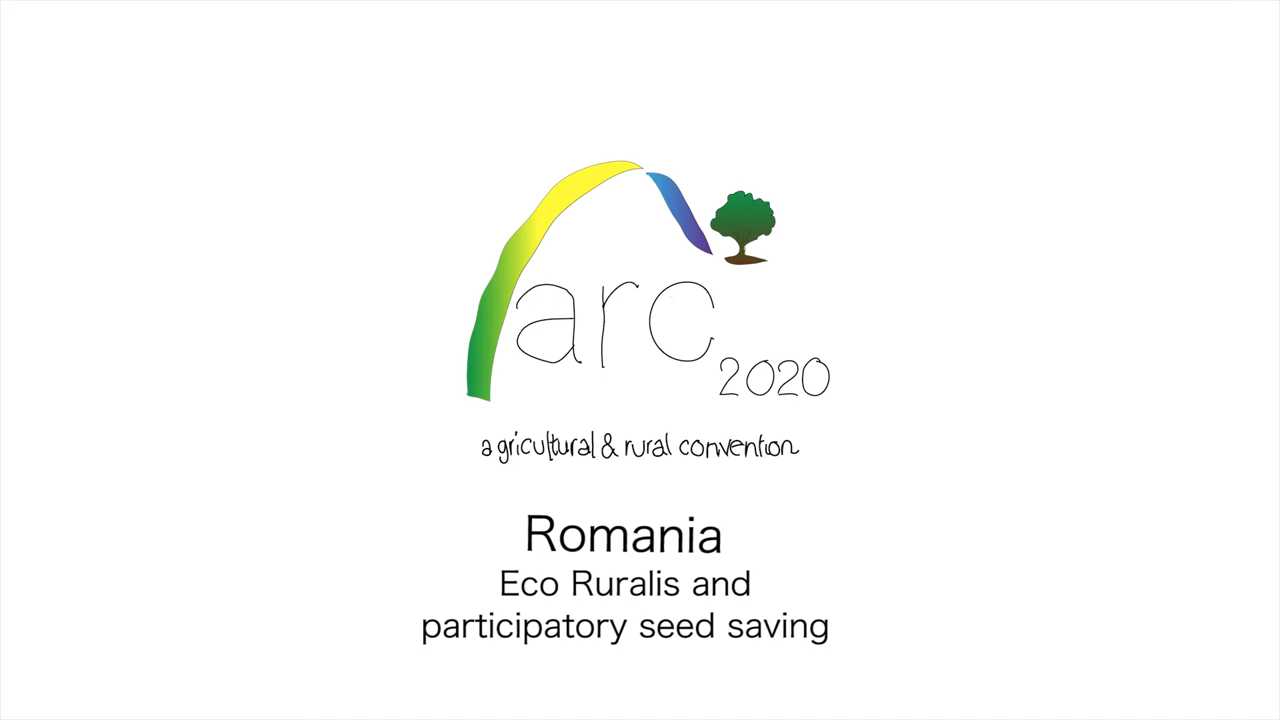 arc
2020
agricultural & rural convention
Romania
Eco Ruralis and
participatory seed saving